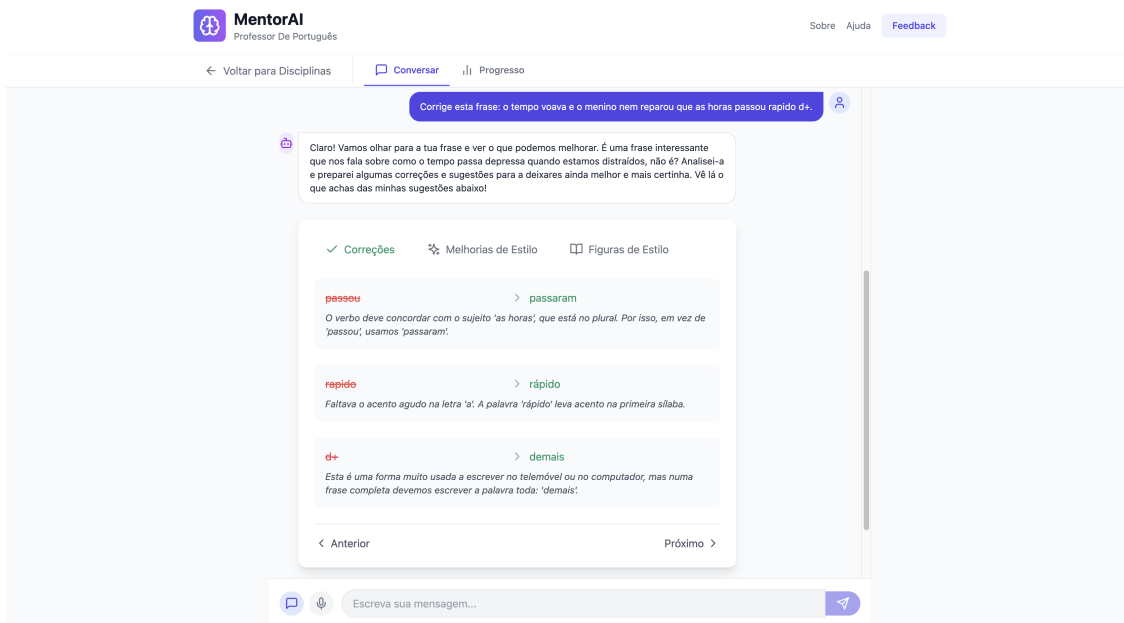 MentorAI
Professor De Português
Sobre
Ajuda
Feedback
Voltar para Disciplinas
Conversar
Progresso
Corrige esta frase: o tempo voava e o menino nem reparou que as horas passou rapido d+.
Claro! Vamos olhar para a tua frase e ver o que podemos melhorar. É uma frase interessante
que nos fala sobre como o tempo passa depressa quando estamos distraídos, não é? Analisei-a
e preparei algumas correções e sugestões para a deixares ainda melhor e mais certinha. Vê lá o
que achas das minhas sugestões abaixo!
Correções
Melhorias de Estilo
Figuras de Estilo
passou
passaram
O verbo deve concordar com o sujeito 'as horas', que está no plural. Por isso, em vez de
'passou', usamos 'passaram'.
rapido
rápido
Faltava o acento agudo na letra 'a'. A palavra 'rápido' leva acento na primeira sílaba.
d+
demais
Esta é uma forma muito usada a escrever no telemóvel ou no computador, mas numa
frase completa devemos escrever a palavra toda: 'demais'.
Anterior
Próximo
Escreva sua mensagem...